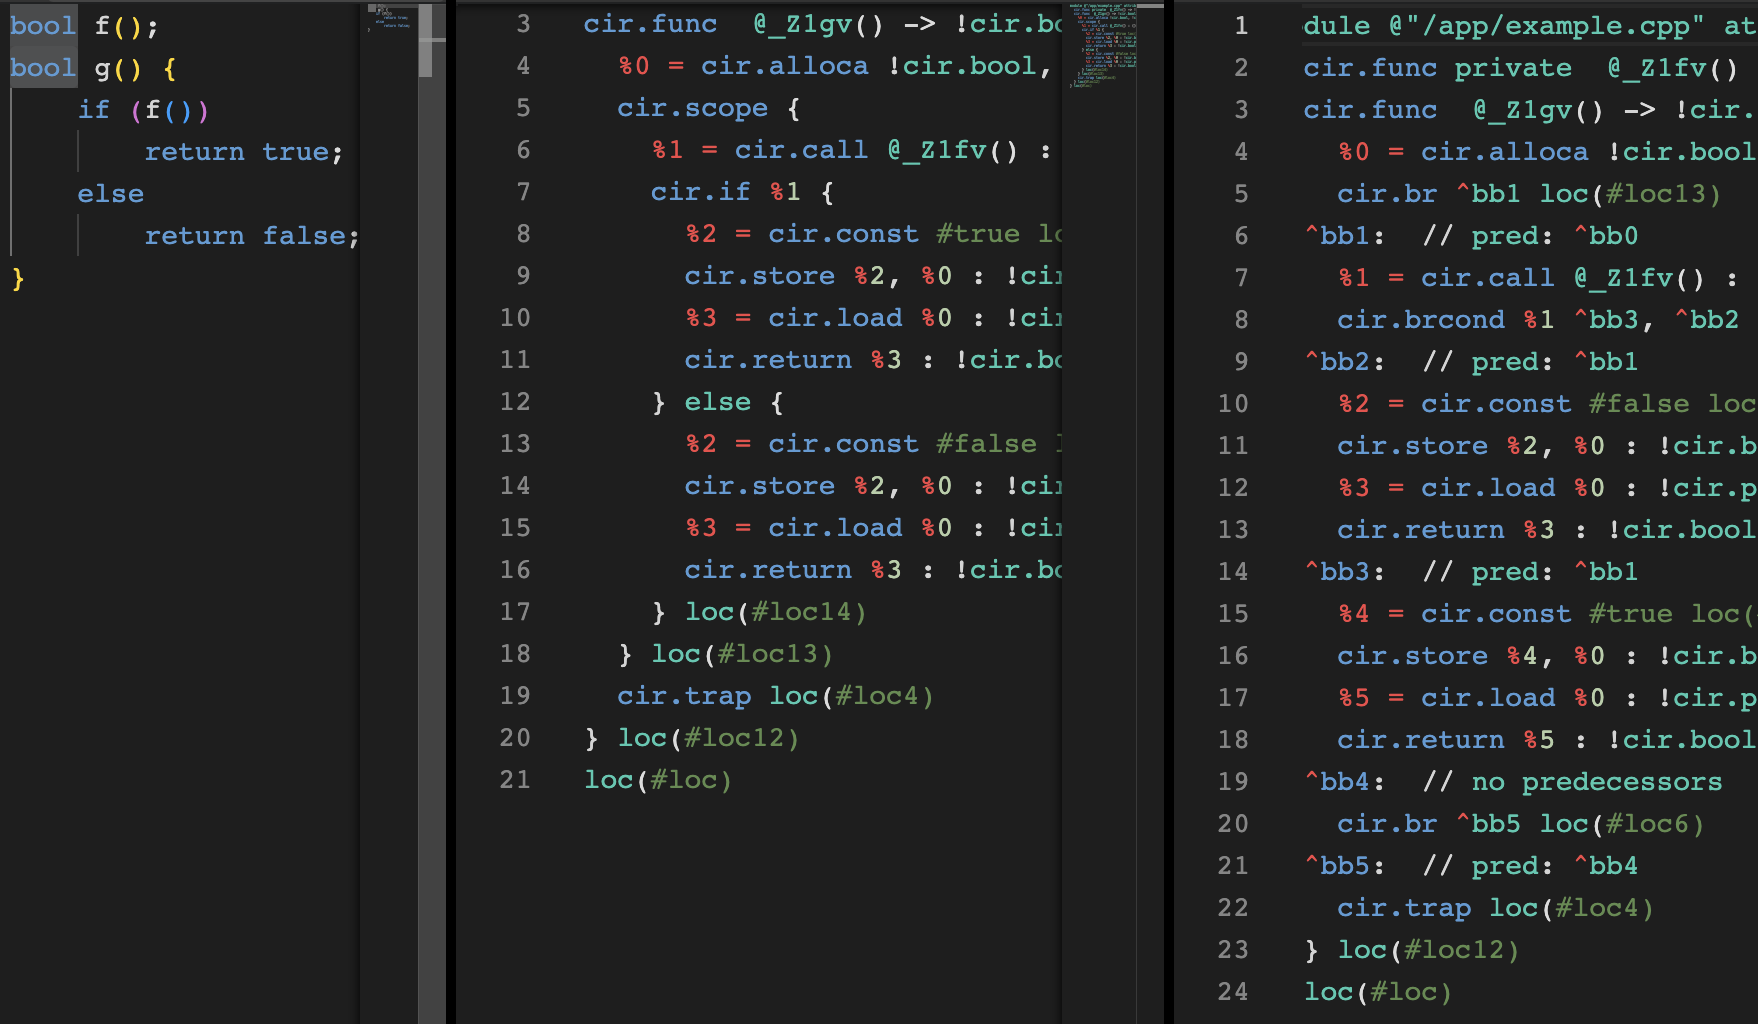 bool f();
bool g() {
if (f())
return true;
else
return false;
}
3 cir.func @_Z1gv() -> !cir.bo
4 %0 = cir.alloca !cir.bool,
5 cir.scope {
6 %1 = cir.call @_Z1fv() :
7 cir.if %1 {
8 %2 = cir.const #true lo
9 cir.store %2, %0 : !cir
10 %3 = cir.load %0 : !cir
11 cir.return %3 : !cir.bo
12 } else {
13 %2 = cir.const #false l
14 cir.store %2, %0 : !cir
15 %3 = cir.load %0 : !cir
16 cir.return %3 : !cir.bo
17 } loc(#loc14)
18 } loc(#loc13)
19 cir.trap loc(#loc4)
20 } loc(#loc12)
21 loc(#loc)
1 dule @"/app/example.cpp" at
2 cir.func private @_Z1fv()
3 cir.func @_Z1gv() -> !cir.
4 %0 = cir.alloca !cir.bool
5 cir.br ^bb1 loc(#loc13)
6 ^bb1: // pred: ^bb0
7 %1 = cir.call @_Z1fv() :
8 cir.brcond %1 ^bb3, ^bb2
9 ^bb2: // pred: ^bb1
10 %2 = cir.const #false loc
11 cir.store %2, %0 : !cir.b
12 %3 = cir.load %0 : !cir.p
13 cir.return %3 : !cir.bool
14 ^bb3: // pred: ^bb1
15 %4 = cir.const #true loc(
16 cir.store %4, %0 : !cir.b
17 %5 = cir.load %0 : !cir.p
18 cir.return %5 : !cir.bool
19 ^bb4: // no predecessors
20 cir.br ^bb5 loc(#loc6)
21 ^bb5: // pred: ^bb4
22 cir.trap loc(#loc4)
23 } loc(#loc12)
24 loc(#loc)